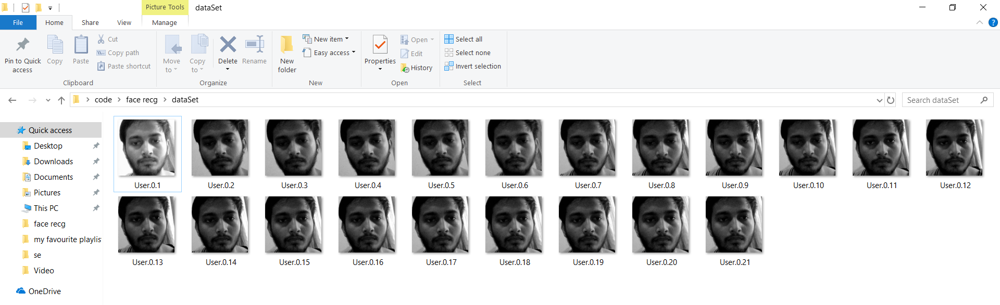 Picture Tools dataSet
File Home Share View Manage
Pin to Quick access
Copy
Paste
Cut
Copy path
Paste shortcut
Clipboard
Move to
Copy to
Delete
Rename
Organize
New folder
New item
Easy access
New
Properties
Open
Edit
History
Open
Select all
Select none
Invert selection
Select
code face recg dataSet
Search dataSet
Quick access
Desktop
Downloads
Documents
Pictures
This PC
face recg
my favourite playlis
se
Video
OneDrive
User.0.1 User.0.2 User.0.3 User.0.4 User.0.5 User.0.6 User.0.7 User.0.8 User.0.9 User.0.10 User.0.11 User.0.12
User.0.13 User.0.14 User.0.15 User.0.16 User.0.17 User.0.18 User.0.19 User.0.20 User.0.21